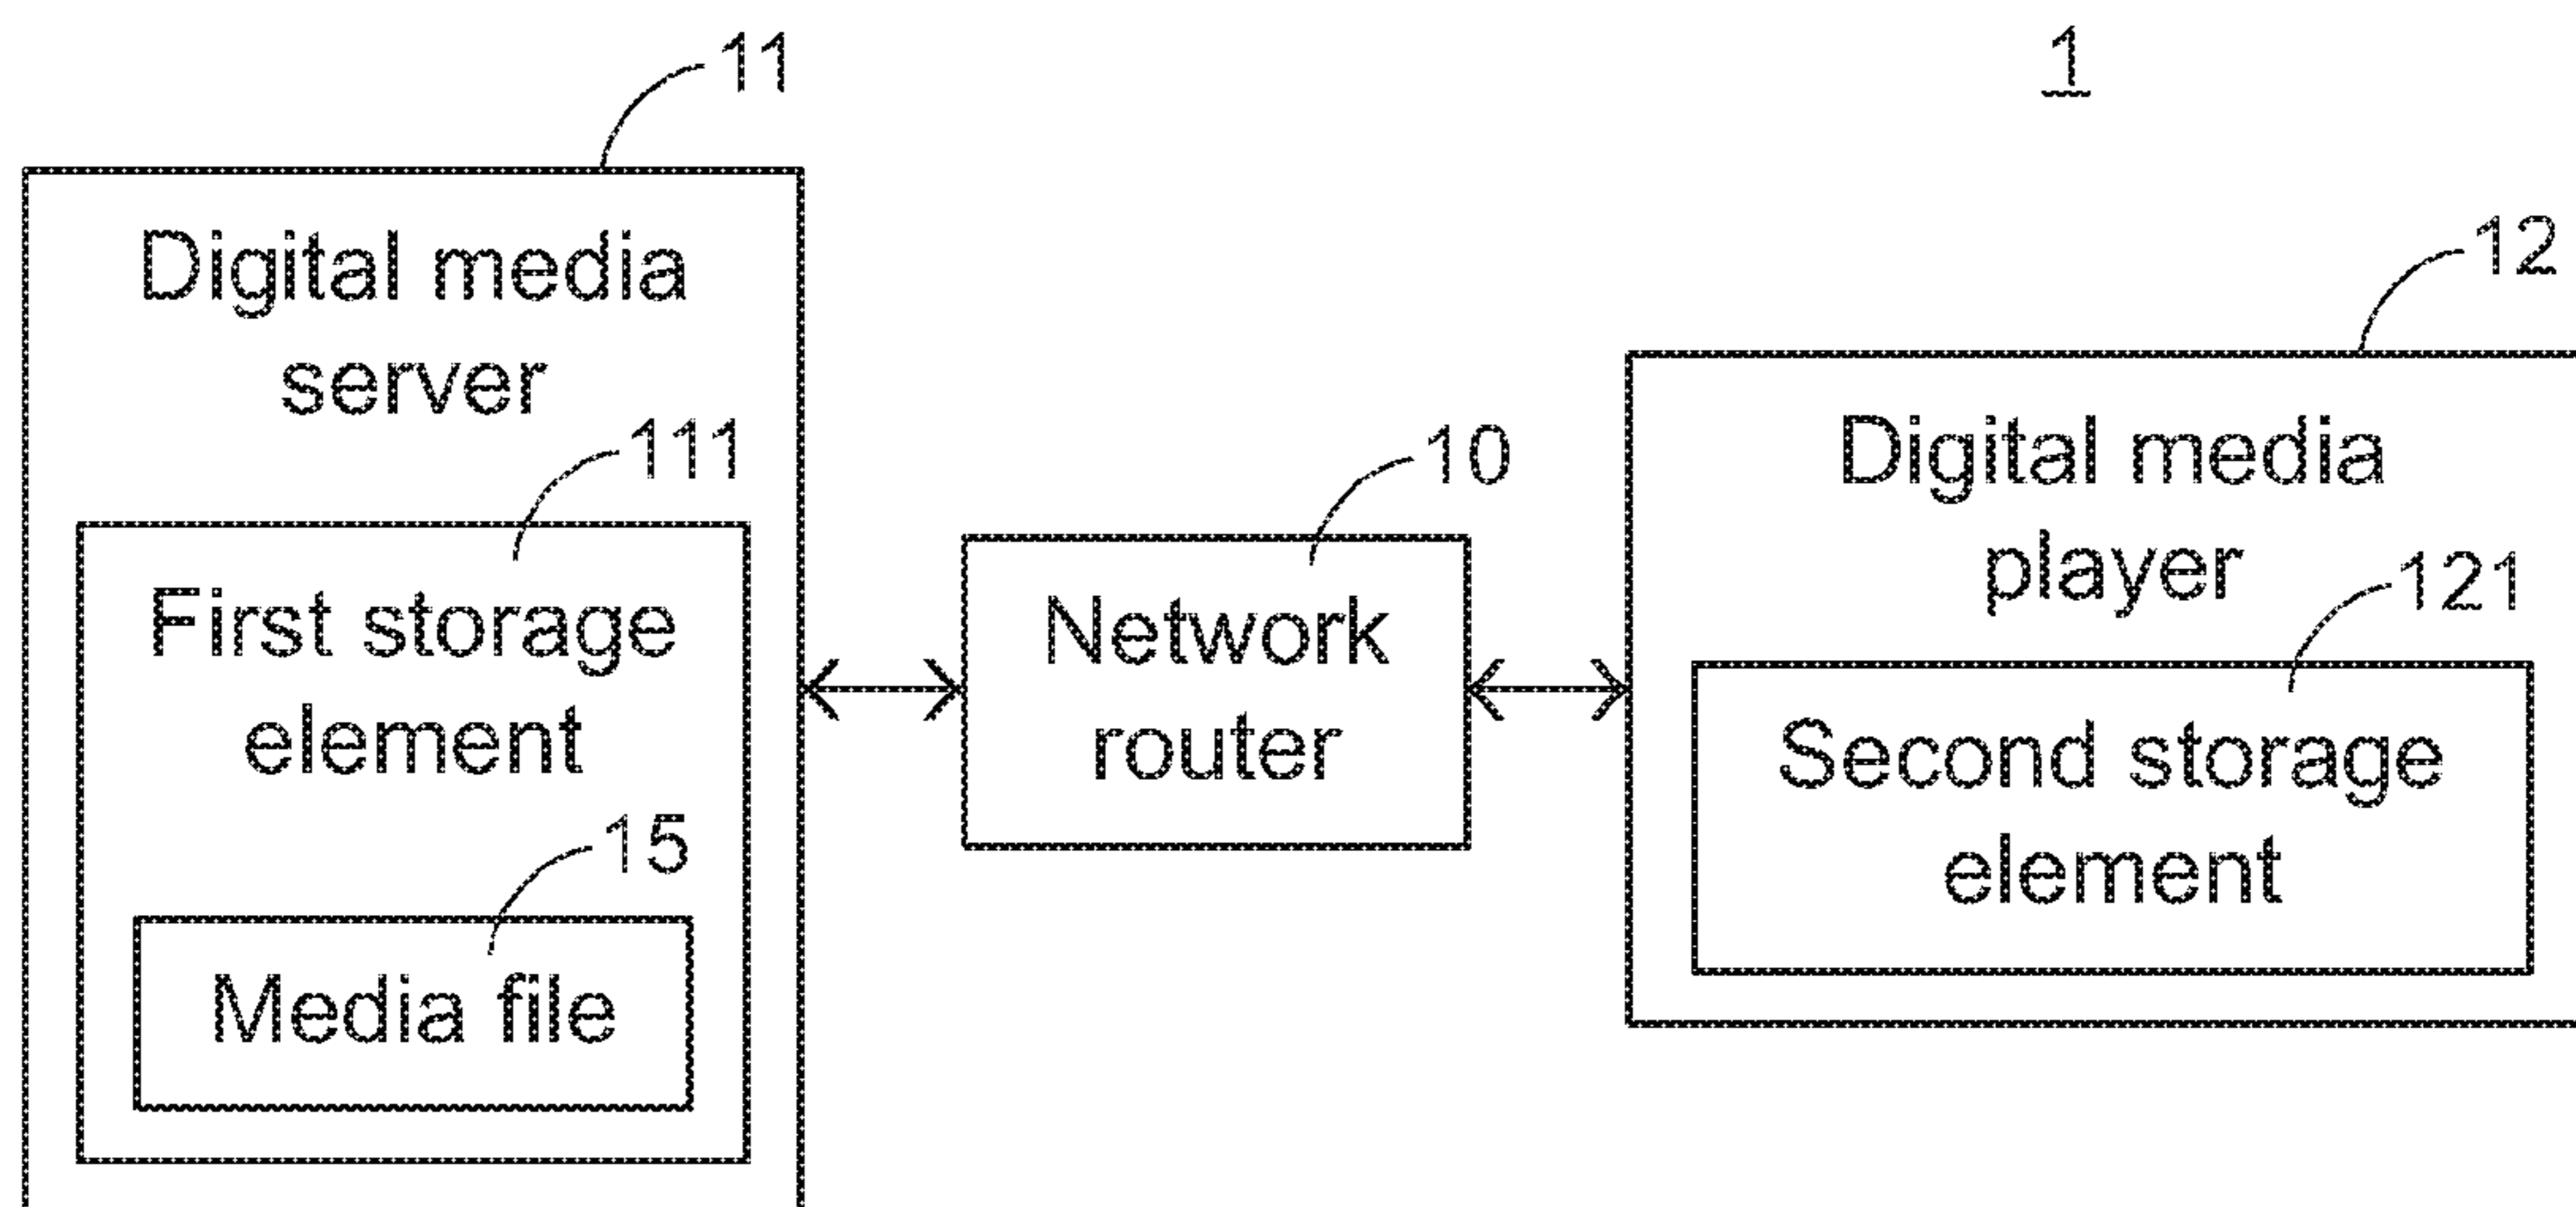 11
1
Digital media
server
111
First storage
element
15
Media file
10
Network
router
12
Digital media
player
121
Second storage
element